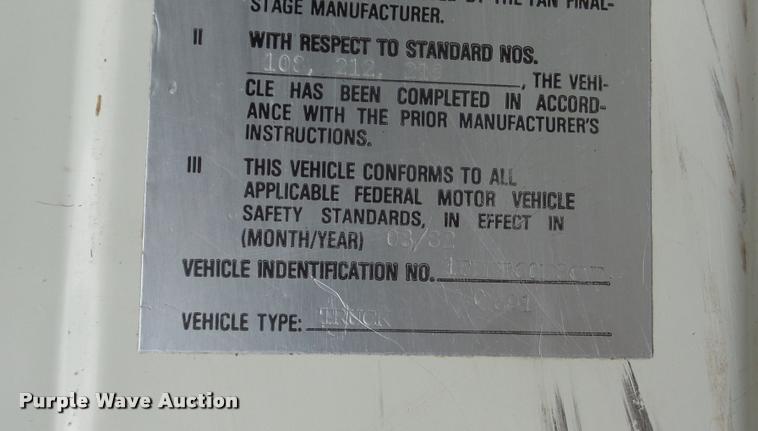 STAGE MANUFACTURER.
II WITH RESPECT TO STANDARD NOS.
212, THE VEHI-
CLE HAS BEEN COMPLETED IN ACCORD-
ANCE WITH THE PRIOR MANUFACTURER'S
INSTRUCTIONS.
III THIS VEHICLE CONFORMS TO ALL
APPLICABLE FEDERAL MOTOR VEHICLE
SAFETY STANDARDS, IN EFFECT IN
(MONTH/YEAR)
VEHICLE INDENTIFICATION NO.
VEHICLE TYPE: TRUCK
Purple Wave Auction